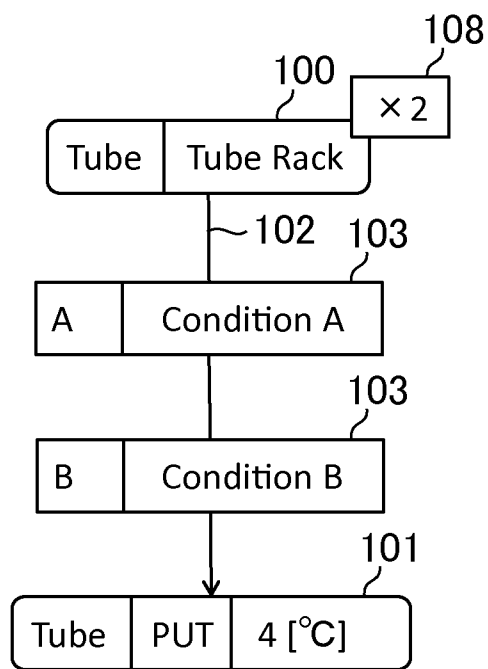 108
100
× 2
Tube Tube Rack
102
103
A Condition A
103
B Condition B
101
Tube PUT 4 [℃]